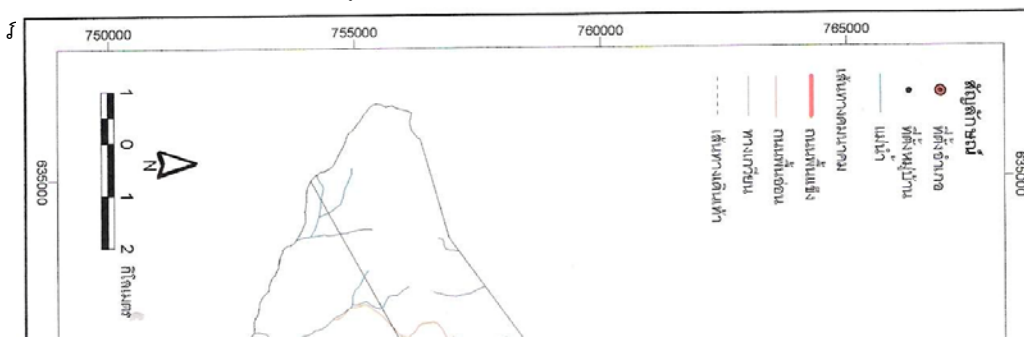 750000
755000
760000
765000
635000
635000
1 0 1 2 กิโลเมตร
N
สัญลักษณ์
ที่ตั้งอำเภอ
ที่ตั้งหมู่บ้าน
แม่น้ำ
เส้นทางคมนาคม
ถนนพื้นแข็ง
ถนนพื้นอ่อน
ทางเกวียน
เส้นทางเดินเท้า